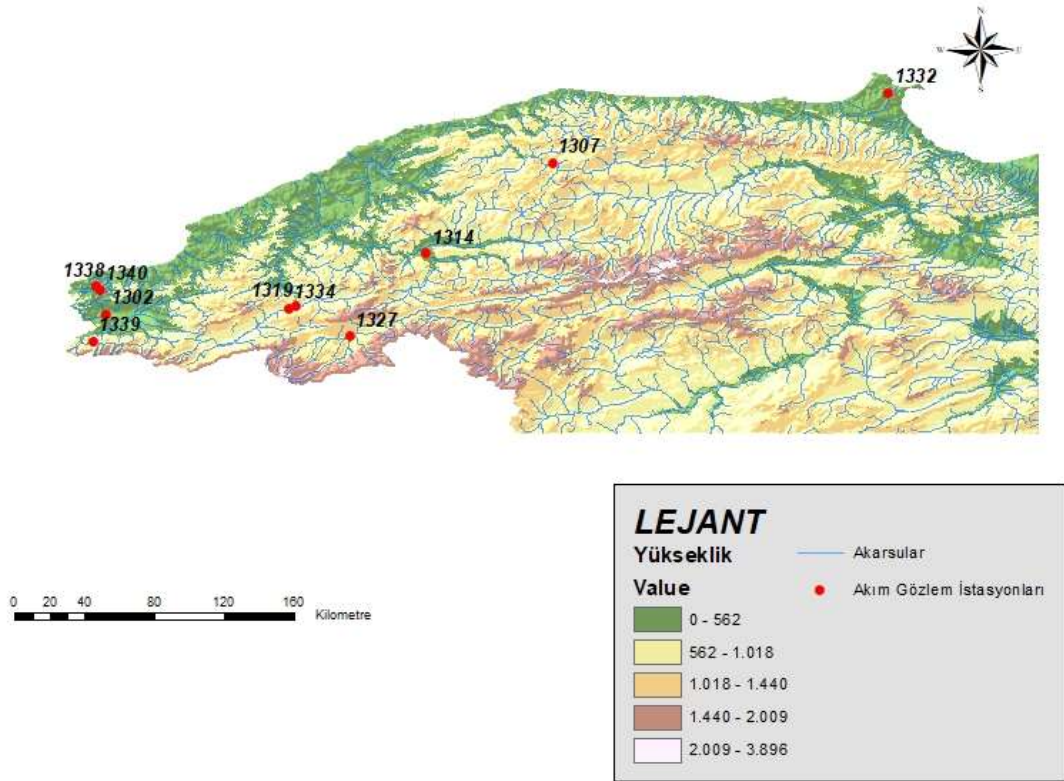 N
W
E
S
1332
1307
1314
1338 1340
1302
1339
1319 1334
1327
LEJANT
Yükseklik
Value
0 - 562
562 - 1.018
1.018 - 1.440
1.440 - 2.009
2.009 - 3.896
Akarsular
Akım Gözlem İstasyonları
0 20 40 80 120 160
Kilometre